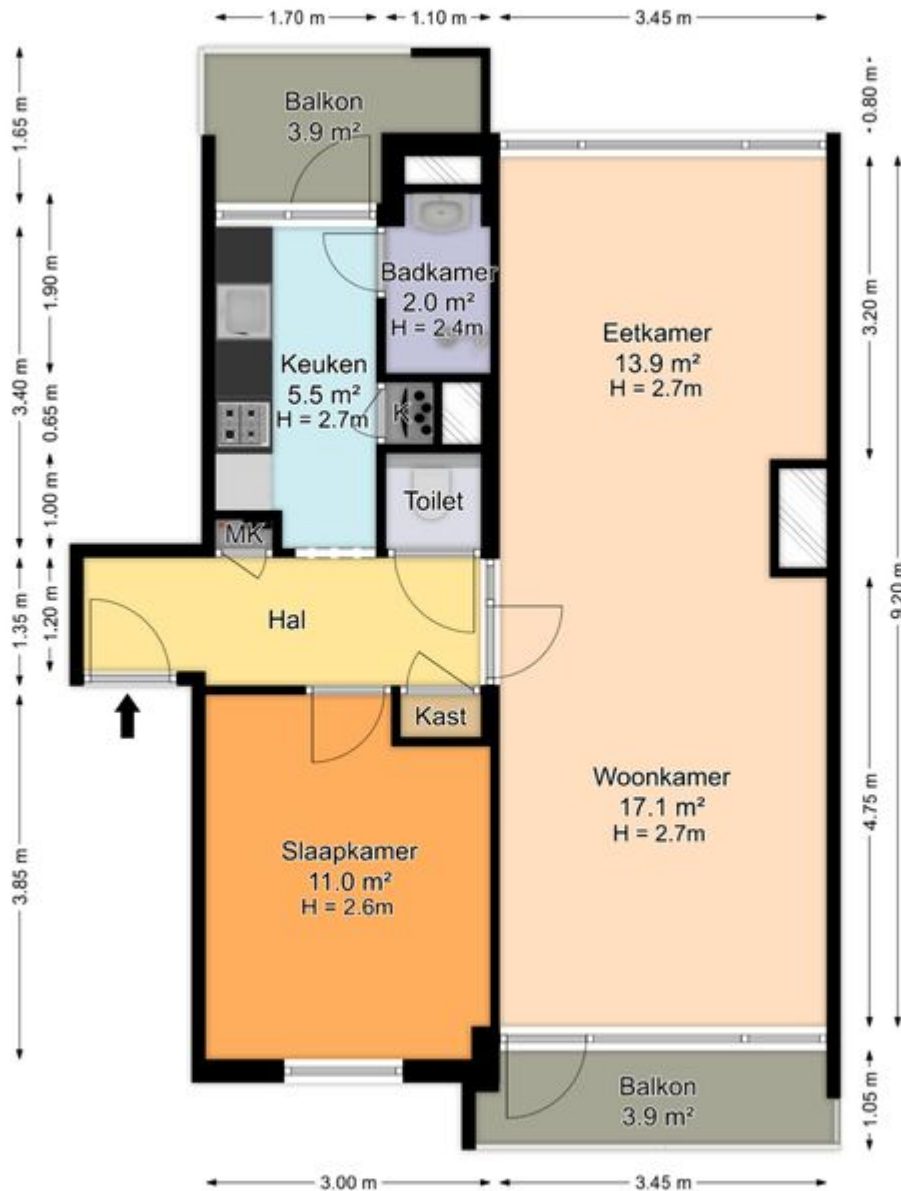 1.70 m
1.10 m
3.45 m
1.65 m
0.80 m
Balkon
3.9 m²
Badkamer
2.0 m²
H = 2.4m
1.90 m
3.40 m
0.65 m
1.00 m
Keuken
5.5 m²
H = 2.7m
K
Eetkamer
13.9 m²
H = 2.7m
3.20 m
Toilet
MK
1.35 m
1.20 m
Hal
9.20 m
Kast
Woonkamer
17.1 m²
H = 2.7m
4.75 m
Slaapkamer
11.0 m²
H = 2.6m
3.85 m
Balkon
3.9 m²
1.05 m
3.00 m
3.45 m